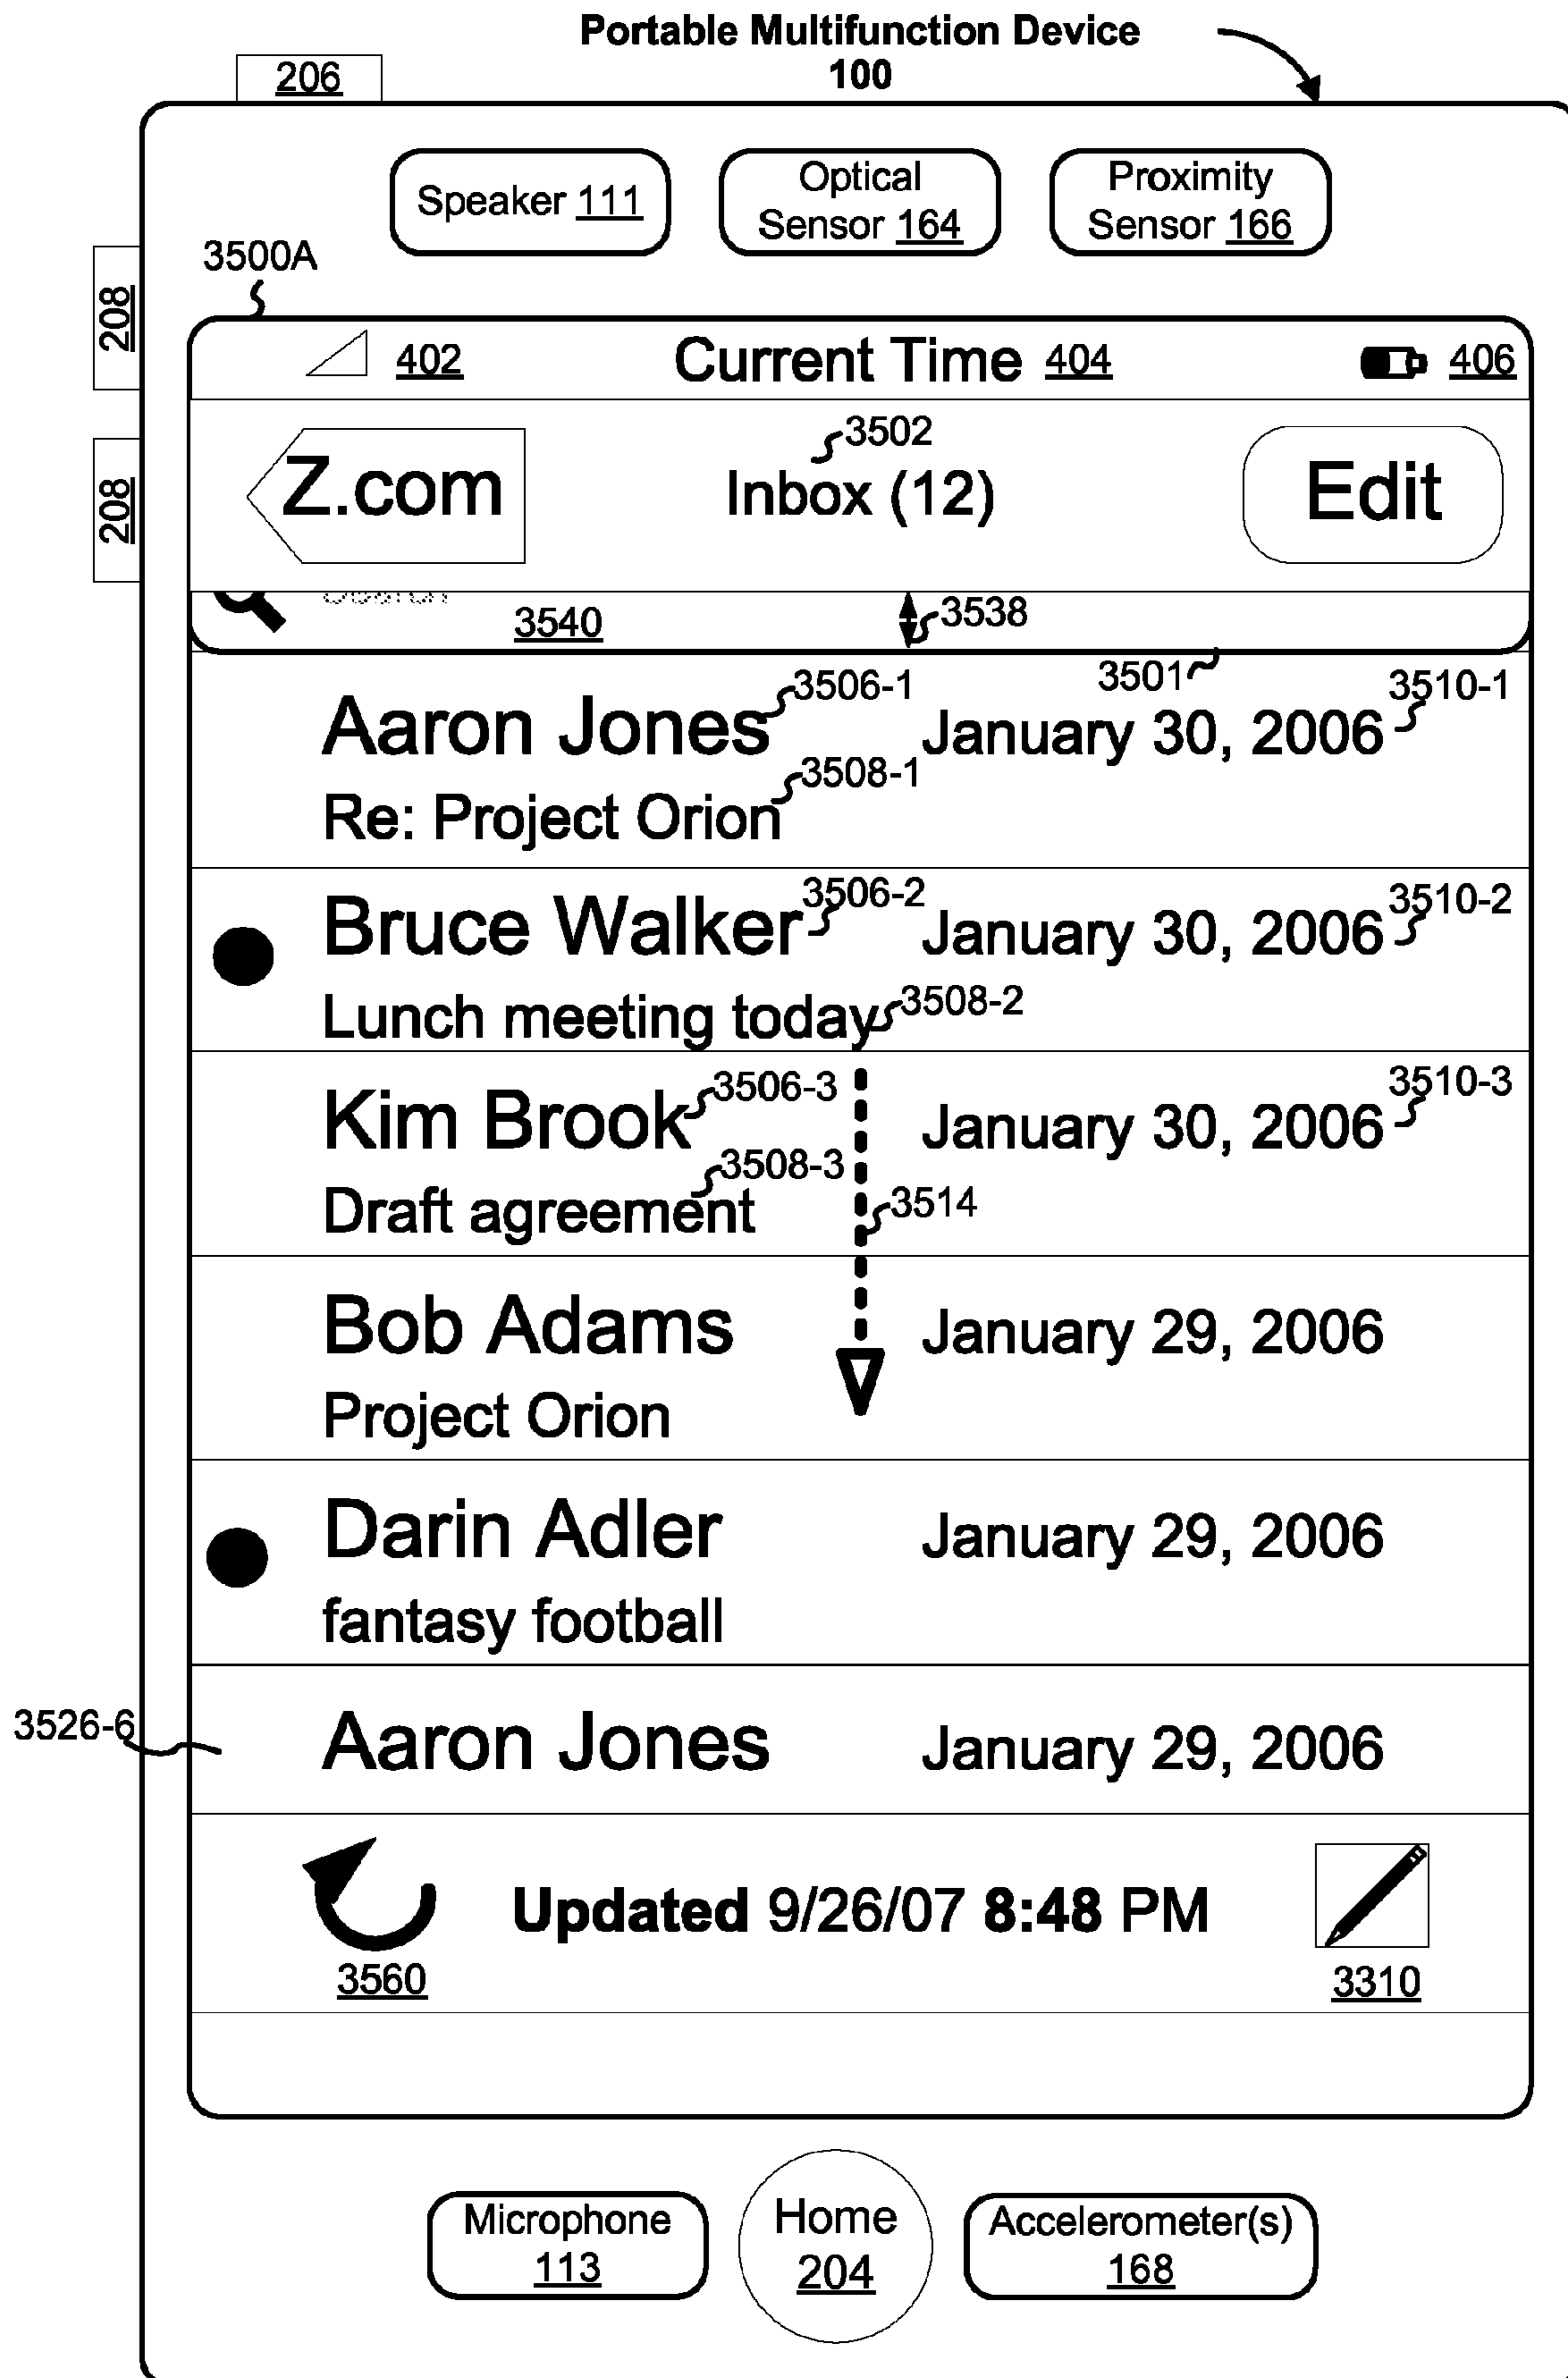 Portable Multifunction Device
100
206
Speaker 111
Optical
Sensor 164
Proximity
Sensor 166
3500A
208
402
Current Time 404
406
3502
Z.com
Inbox (12)
Edit
208
3540
3538
3501
3506-1
3510-1
Aaron Jones
January 30, 2006
3508-1
Re: Project Orion
3506-2
3510-2
Bruce Walker
January 30, 2006
Lunch meeting today
3508-2
3506-3
3510-3
Kim Brook
January 30, 2006
3508-3
Draft agreement
3514
Bob Adams
January 29, 2006
Project Orion
Darin Adler
January 29, 2006
fantasy football
3526-6
Aaron Jones
January 29, 2006
Updated 9/26/07 8:48 PM
3560
3310
Microphone
113
Home
204
Accelerometer(s)
168